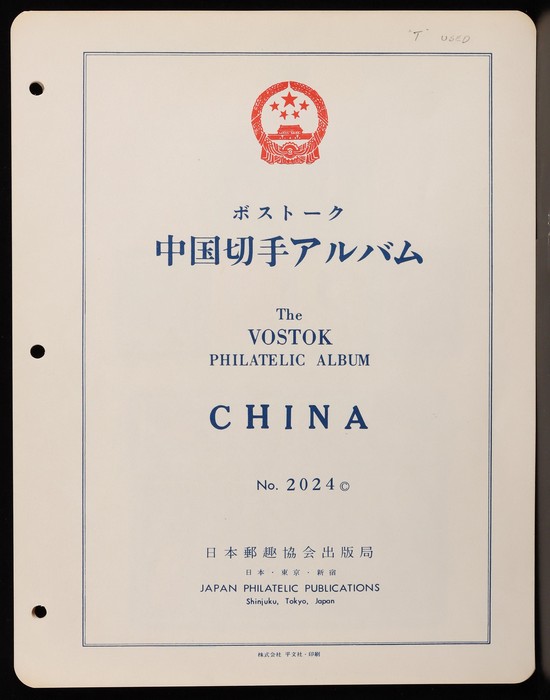 "T" USED
ボストーク
中国切手アルバム
The
VOSTOK
PHILATELIC ALBUM
CHINA
No. 2024©
日本郵趣協会出版局
日本・東京・新宿
JAPAN PHILATELIC PUBLICATIONS
Shinjuku, Tokyo, Japan
株式会社 平文社・印刷